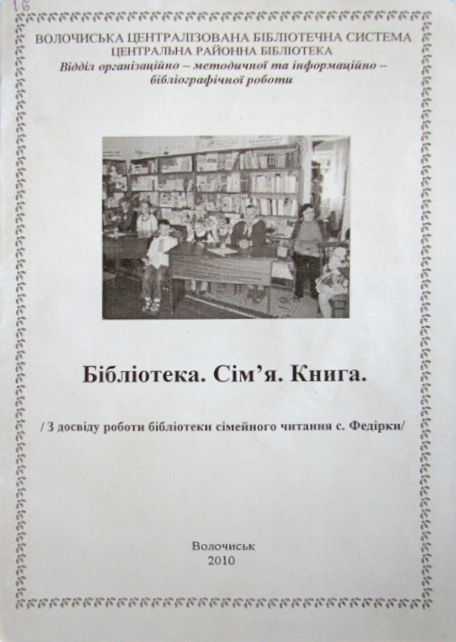 16
ВОЛОЧИСЬКА ЦЕНТРАЛІЗОВАНА БІБЛІОТЕЧНА СИСТЕМА
ЦЕНТРАЛЬНА РАЙОННА БІБЛІОТЕКА
Відділ організаційно – методичної та інформаційно –
бібліографічної роботи
Бібліотека. Сім’я. Книга.
/ З досвіду роботи бібліотеки сімейного читання с. Федірки/
Волочиськ
2010